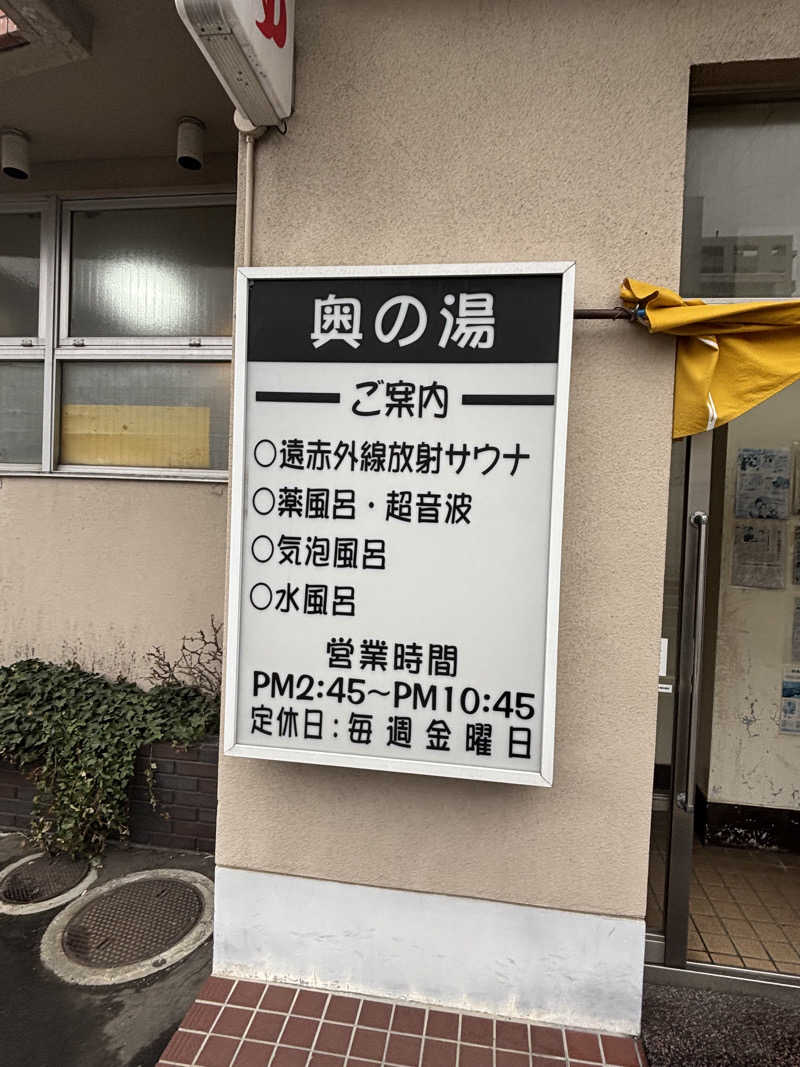 奥の湯
ご案内
○遠赤外線放射サウナ
○薬風呂・超音波
○気泡風呂
○水風呂
営業時間
PM2:45～PM10:45
定休日:毎週金曜日